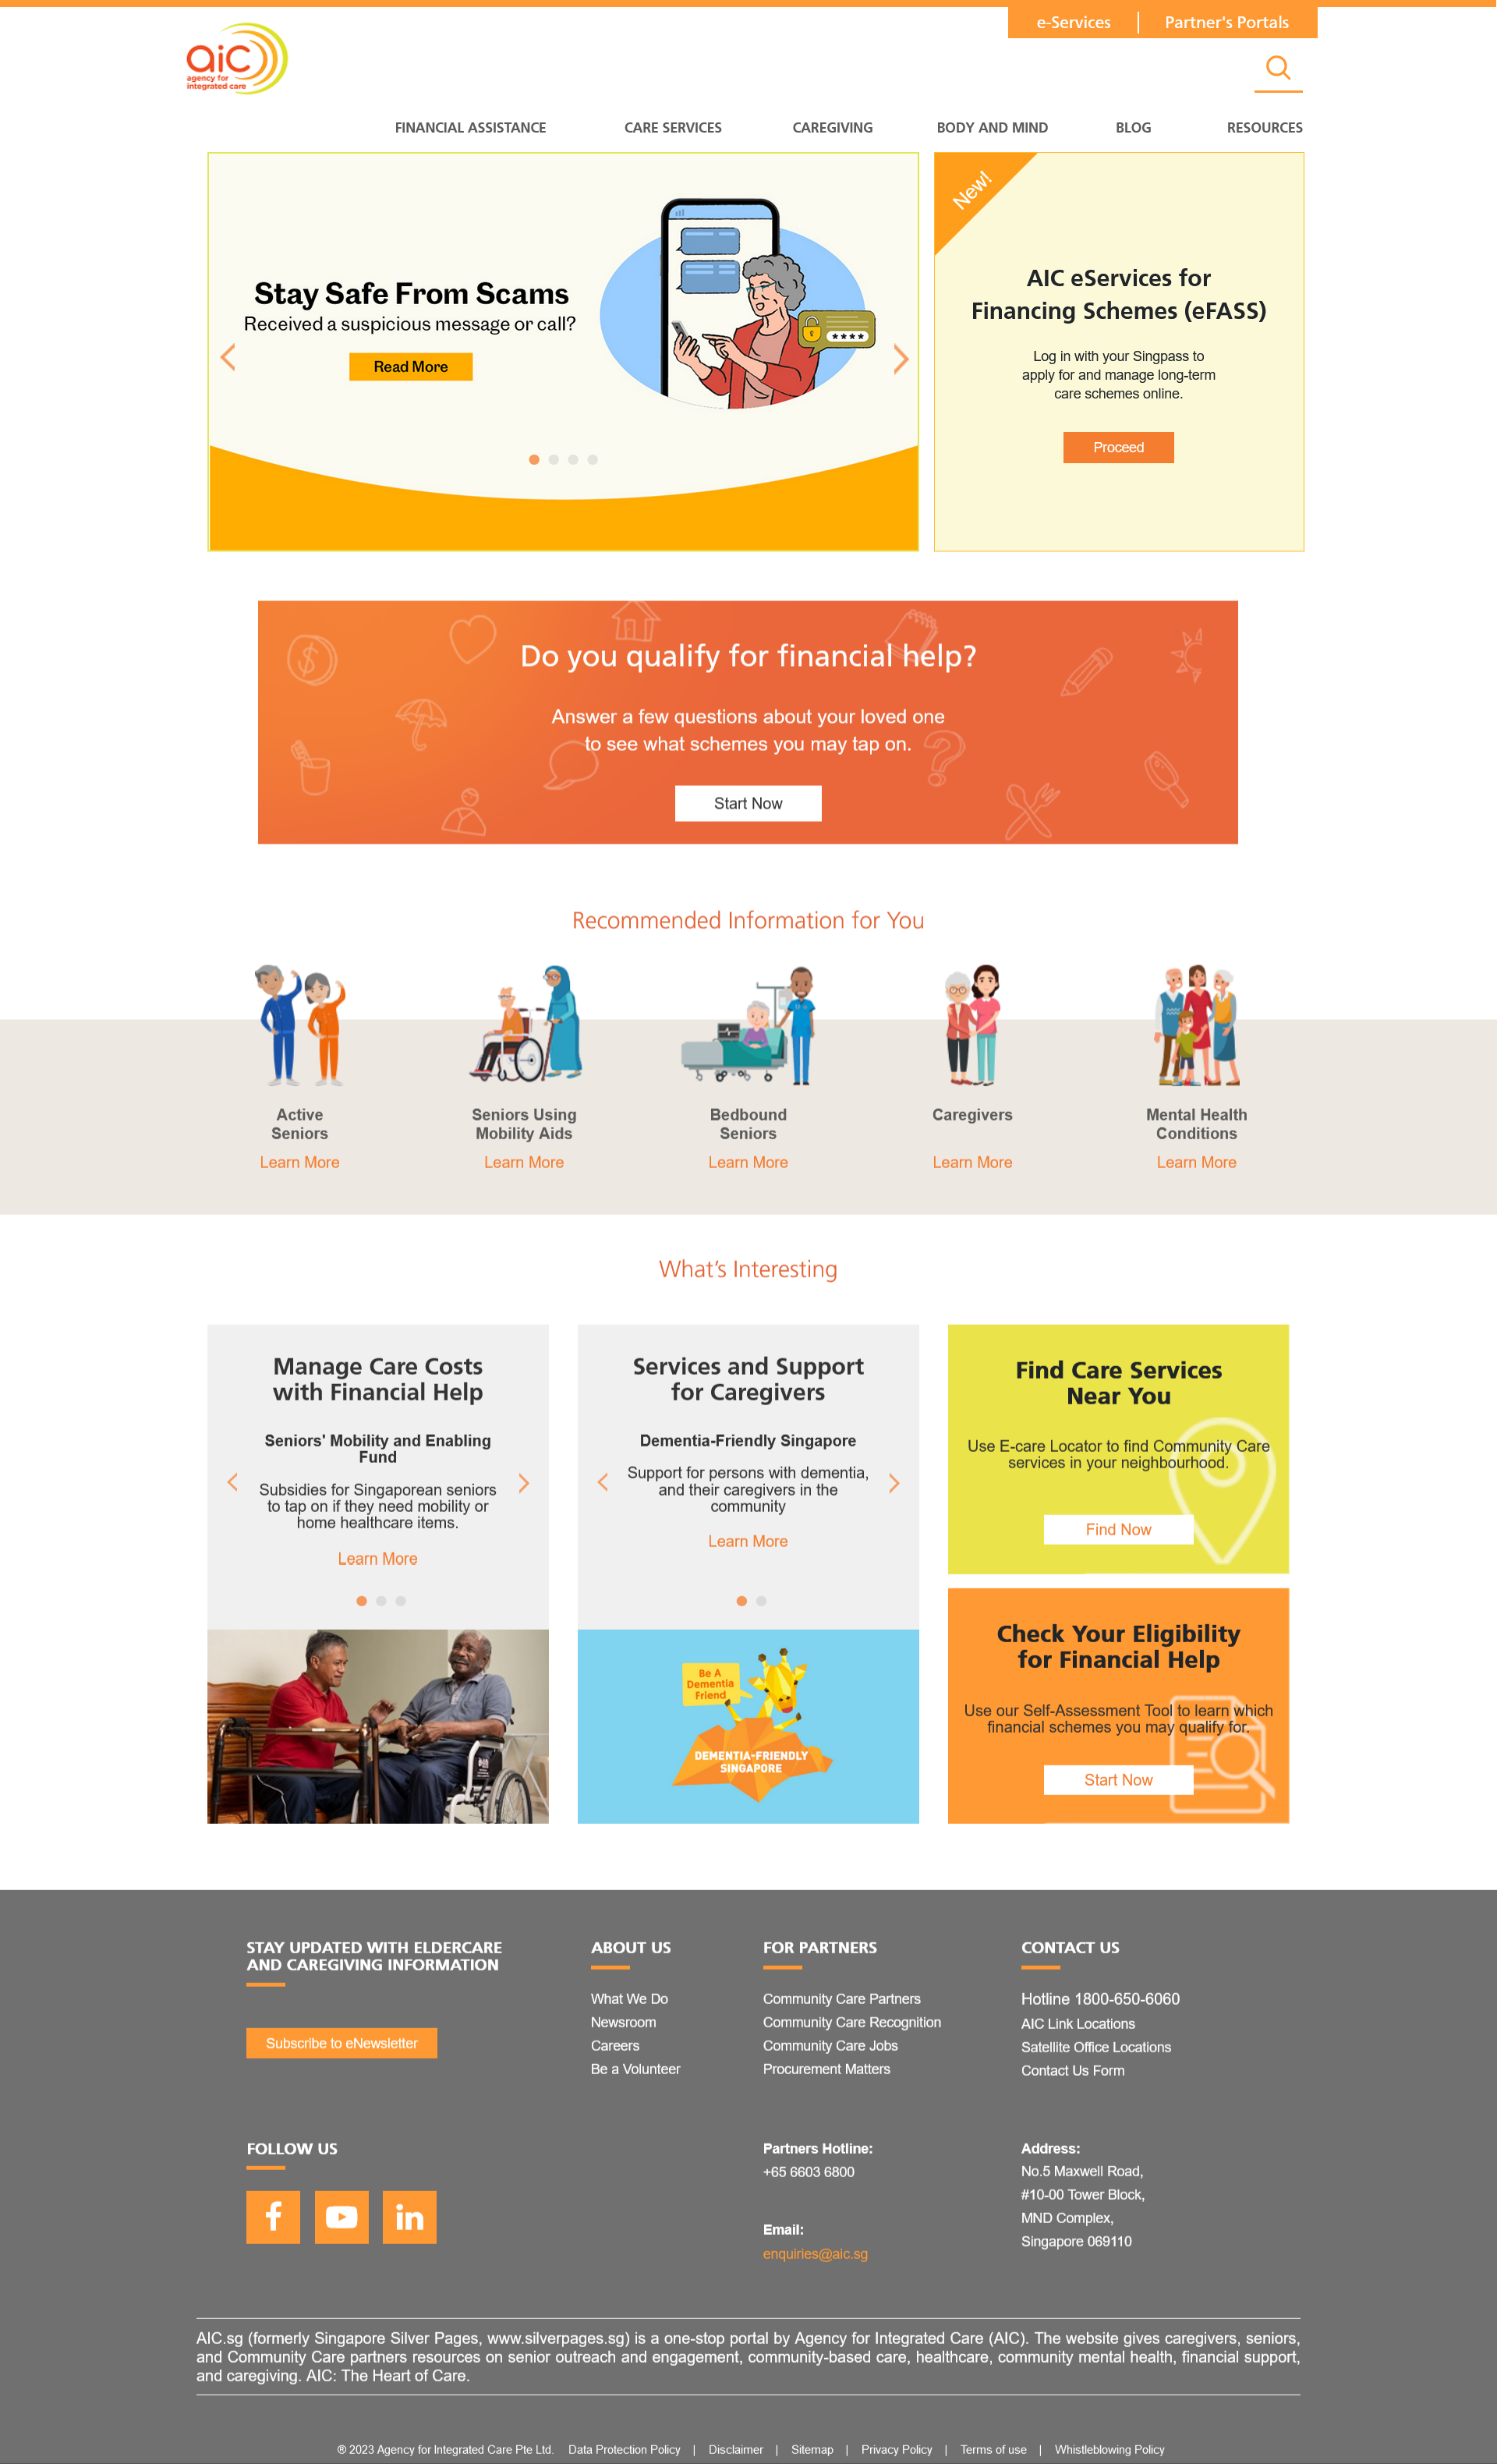 e-Services
Partner's Portals
aic
agency for
integrated care
FINANCIAL ASSISTANCE
CARE SERVICES
CAREGIVING
BODY AND MIND
BLOG
RESOURCES
Stay Safe From Scams
Received a suspicious message or call?
Read More
****
New!
AIC eServices for
Financing Schemes (eFASS)
Log in with your Singpass to
apply for and manage long-term
care schemes online.
Proceed
Do you qualify for financial help?
Answer a few questions about your loved one
to see what schemes you may tap on.
Start Now
Recommended Information for You
Active
Seniors
Learn More
Seniors Using
Mobility Aids
Learn More
Bedbound
Seniors
Learn More
Caregivers
Learn More
Mental Health
Conditions
Learn More
What's Interesting
Manage Care Costs
with Financial Help
Seniors' Mobility and Enabling
Fund
Subsidies for Singaporean seniors
to tap on if they need mobility or
home healthcare items.
Learn More
Services and Support
for Caregivers
Dementia-Friendly Singapore
Support for persons with dementia,
and their caregivers in the
community
Learn More
Be A
Dementia
Friend
DEMENTIA-FRIENDLY
SINGAPORE
Find Care Services
Near You
Use E-care Locator to find Community Care
services in your neighbourhood.
Find Now
Check Your Eligibility
for Financial Help
Use our Self-Assessment Tool to learn which
financial schemes you may qualify for.
Start Now
STAY UPDATED WITH ELDERCARE
AND CAREGIVING INFORMATION
Subscribe to eNewsletter
FOLLOW US
f
in
ABOUT US
What We Do
Newsroom
Careers
Be a Volunteer
FOR PARTNERS
Community Care Partners
Community Care Recognition
Community Care Jobs
Procurement Matters
Partners Hotline:
+65 6603 6800
Email:
enquiries@aic.sg
CONTACT US
Hotline 1800-650-6060
AIC Link Locations
Satellite Office Locations
Contact Us Form
Address:
No.5 Maxwell Road,
#10-00 Tower Block,
MND Complex,
Singapore 069110
AIC.sg (formerly Singapore Silver Pages, www.silverpages.sg) is a one-stop portal by Agency for Integrated Care (AIC). The website gives caregivers, seniors,
and Community Care partners resources on senior outreach and engagement, community-based care, healthcare, community mental health, financial support,
and caregiving. AIC: The Heart of Care.
® 2023 Agency for Integrated Care Pte Ltd. Data Protection Policy | Disclaimer | Sitemap | Privacy Policy | Terms of use | Whistleblowing Policy